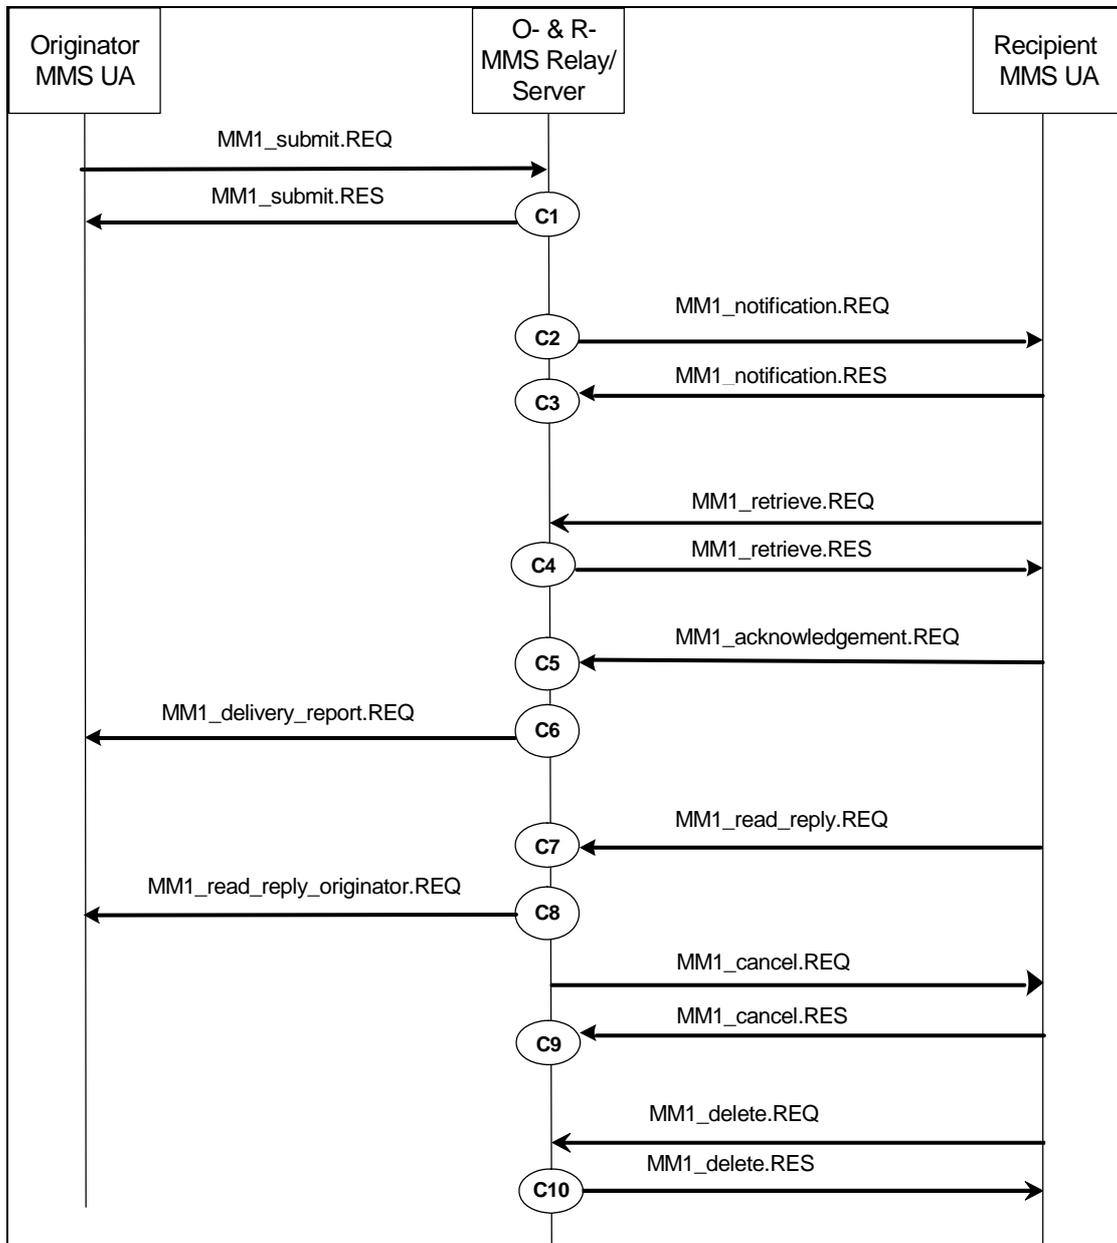 Originator
MMS UA
O- & R-
MMS Relay/
Server
Recipient
MMS UA
MM1_submit.REQ
MM1_submit.RES
C1
MM1_notification.REQ
C2
MM1_notification.RES
C3
MM1_retrieve.REQ
MM1_retrieve.RES
C4
MM1_acknowledgement.REQ
C5
MM1_delivery_report.REQ
C6
MM1_read_reply.REQ
C7
MM1_read_reply_originator.REQ
C8
MM1_cancel.REQ
MM1_cancel.RES
C9
MM1_delete.REQ
MM1_delete.RES
C10